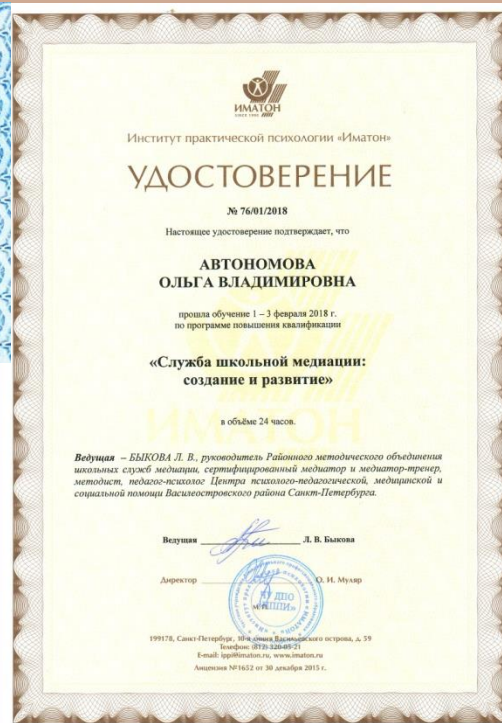 ИМАТОН
SINCE 1990
Институт практической психологии «Иматон»
УДОСТОВЕРЕНИЕ
№ 76/01/2018
Настоящее удостоверение подтверждает, что
АВТОНОМОВА
ОЛЬГА ВЛАДИМИРОВНА
прошла обучение 1 – 3 февраля 2018 г.
по программе повышения квалификации
«Служба школьной медиации:
создание и развитие»
ИМАТОН
в объёме 24 часов.
Ведущая – БЫКОВА Л. В., руководитель Районного методического объединения
школьных служб медиации, сертифицированный медиатор и медиатор-тренер,
методист, педагог-психолог Центра психолого-педагогической, медицинской и
социальной помощи Василеостровского района Санкт-Петербурга.
Ведущая Л. В. Быкова
Директор О. И. Муляр
М.П.
199178, Санкт-Петербург, 10-я линия Васильевского острова, д. 59
Телефон: (812) 320-05-21
E-mail: ippi@imaton.ru, www.imaton.ru
Лицензия №1652 от 30 декабря 2015 г.